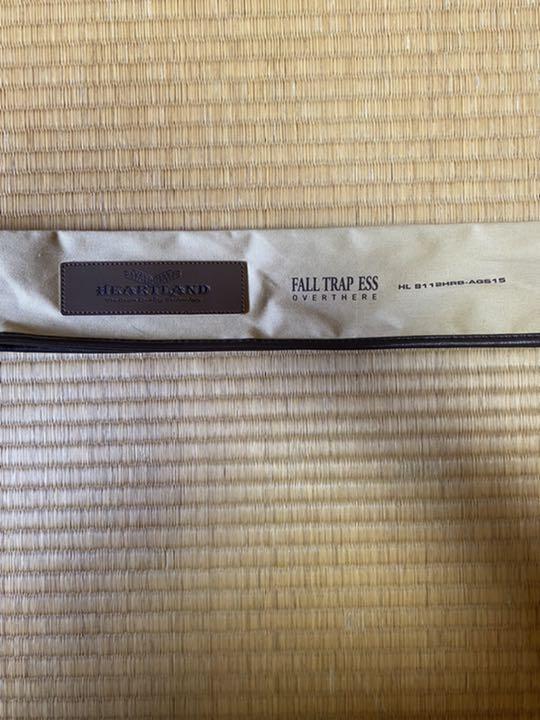 HEARTLAND
FALL TRAP ESS
OVERTHERE
HL 8112HRB-AGS15